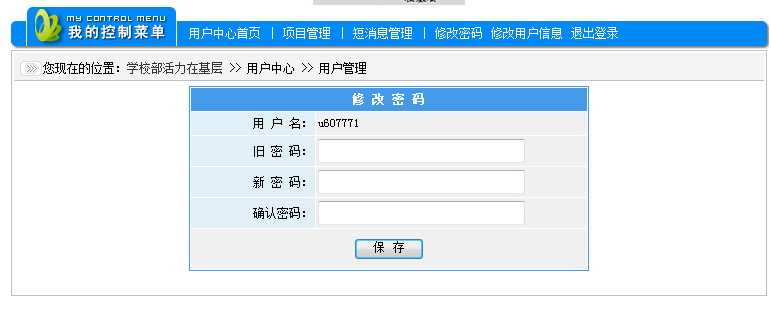 MY CONTROL MENU
我的控制菜单
用户中心首页 | 项目管理 | 短消息管理 | 修改密码 修改用户信息 退出登录
您现在的位置：学校部活力在基层 >> 用户中心 >> 用户管理
修 改 密 码
用 户 名： u607771
旧 密 码：
新 密 码：
确认密码：
保 存